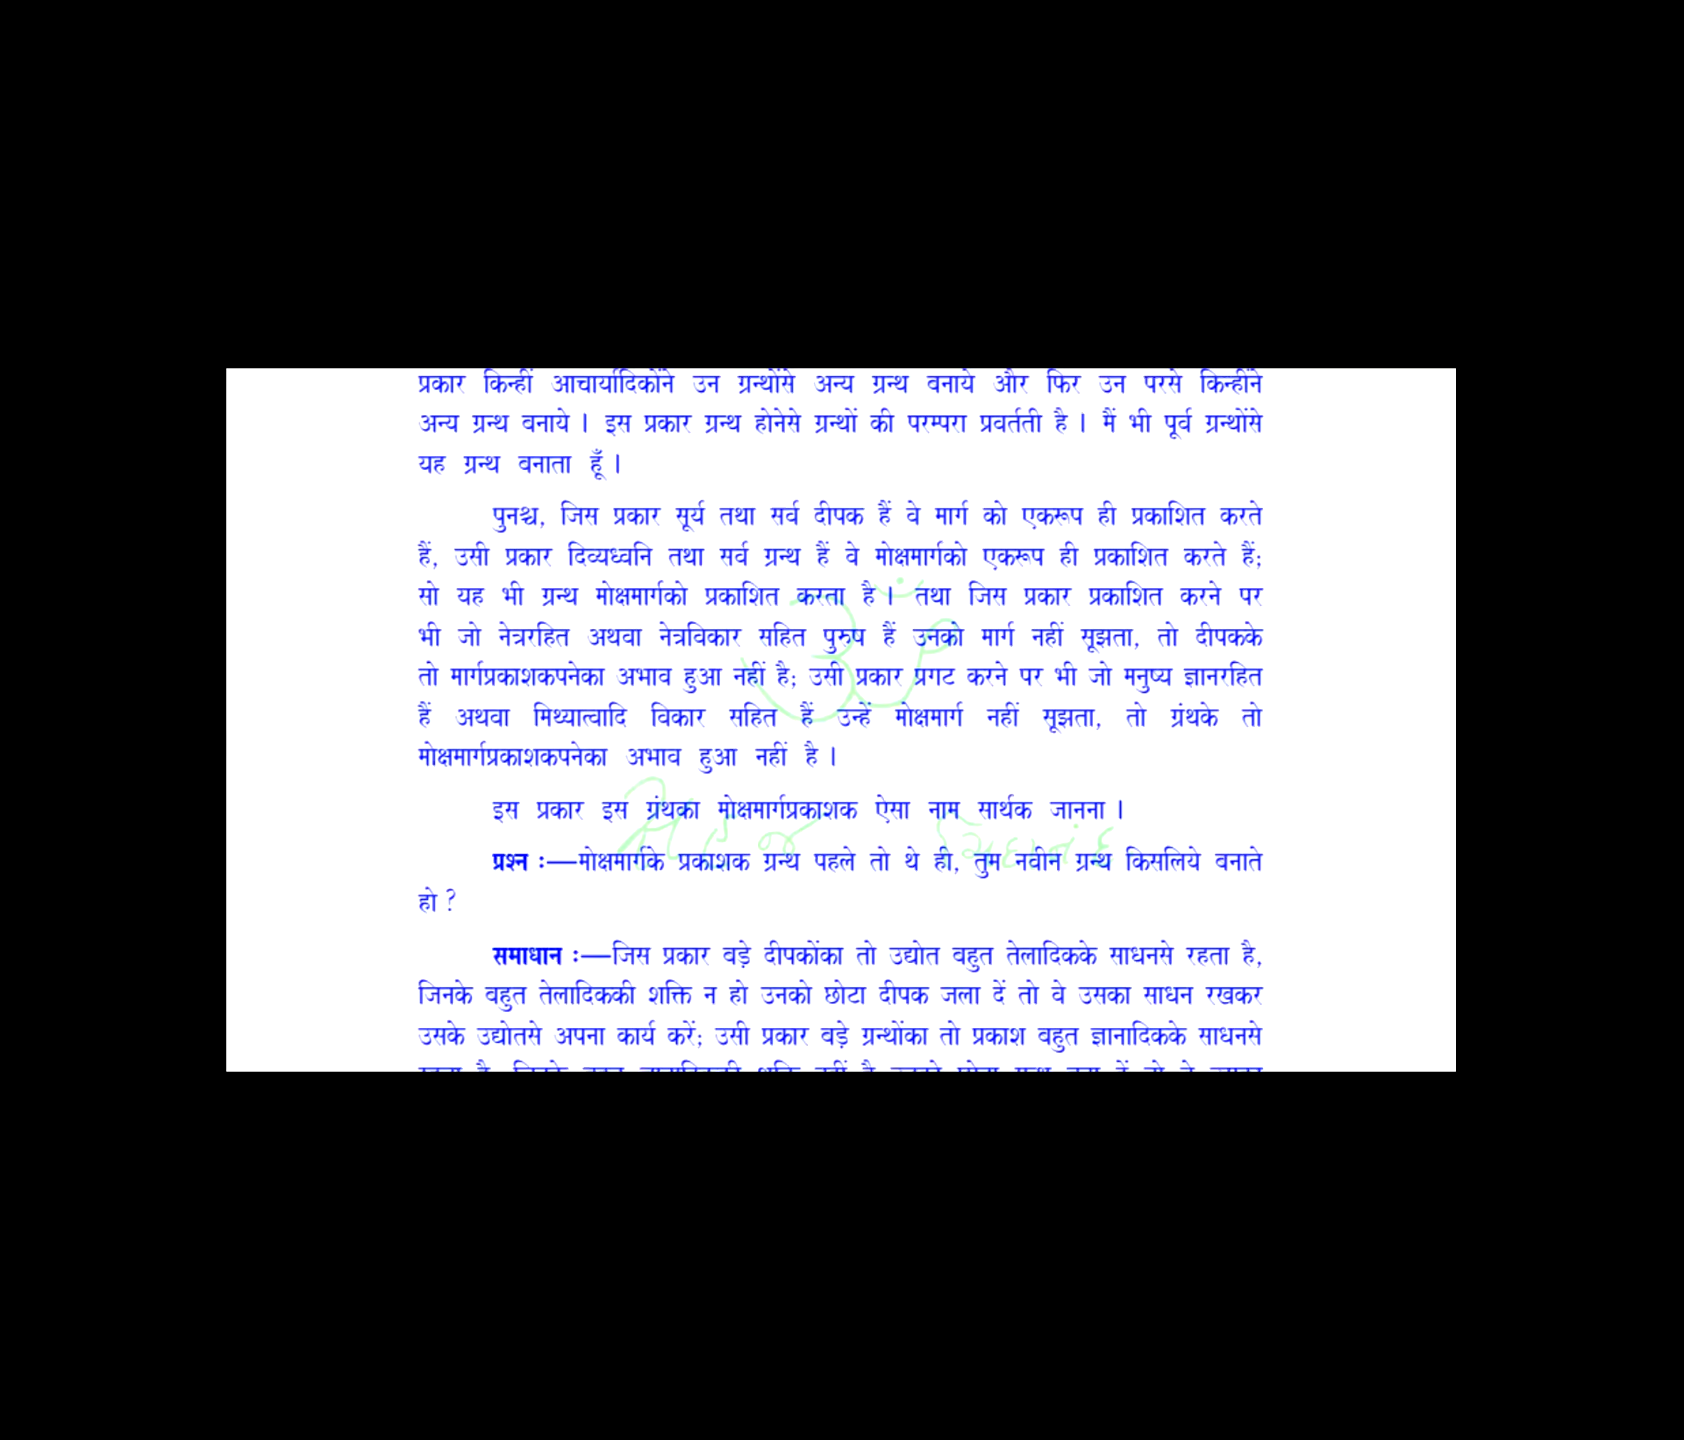 प्रकार किन्हीं आचार्यादिकोंने उन ग्रन्थोंसे अन्य ग्रन्थ बनाये और फिर उन परसे किन्हींने
अन्य ग्रन्थ बनाये । इस प्रकार ग्रन्थ होनेसे ग्रन्थों की परम्परा प्रवर्तती है । मैं भी पूर्व ग्रन्थोंसे
यह ग्रन्थ बनाता हूँ ।
पुनश्च, जिस प्रकार सूर्य तथा सर्व दीपक हैं वे मार्ग को एकरूप ही प्रकाशित करते
हैं, उसी प्रकार दिव्यध्वनि तथा सर्व ग्रन्थ हैं वे मोक्षमार्गको एकरूप ही प्रकाशित करते हैं;
सो यह भी ग्रन्थ मोक्षमार्गको प्रकाशित करता है । तथा जिस प्रकार प्रकाशित करने पर
भी जो नेत्ररहित अथवा नेत्रविकार सहित पुरुष हैं उनको मार्ग नहीं सूझता, तो दीपकके
तो मार्गप्रकाशकपनेका अभाव हुआ नहीं है; उसी प्रकार प्रगट करने पर भी जो मनुष्य ज्ञानरहित
हैं अथवा मिथ्यात्वादि विकार सहित हैं उन्हें मोक्षमार्ग नहीं सूझता, तो ग्रंथके तो
मोक्षमार्गप्रकाशकपनेका अभाव हुआ नहीं है ।
ॐ
इस प्रकार इस ग्रंथका मोक्षमार्गप्रकाशक ऐसा नाम सार्थक जानना ।
प्रश्न :—मोक्षमार्गके प्रकाशक ग्रन्थ पहले तो थे ही, तुम नवीन ग्रन्थ किसलिये बनाते
हो ?
समाधान :—जिस प्रकार बड़े दीपकोंका तो उद्योत बहुत तेलादिकके साधनसे रहता है,
जिनके बहुत तेलादिककी शक्ति न हो उनको छोटा दीपक जला दें तो वे उसका साधन रखकर
उसके उद्योतसे अपना कार्य करें; उसी प्रकार बड़े ग्रन्थोंका तो प्रकाश बहुत ज्ञानादिकके साधनसे